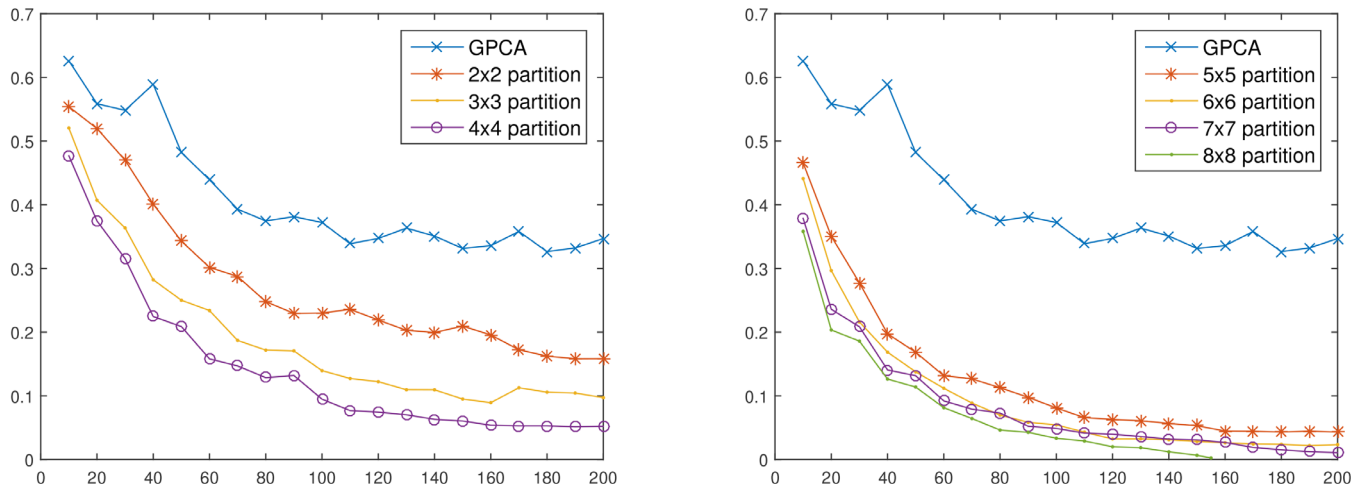 0.7
0.6
0.5
0.4
0.3
0.2
0.1
0
0 20 40 60 80 100 120 140 160 180 200
GPCA
2x2 partition
3x3 partition
4x4 partition
0.7
0.6
0.5
0.4
0.3
0.2
0.1
0
0 20 40 60 80 100 120 140 160 180 200
GPCA
5x5 partition
6x6 partition
7x7 partition
8x8 partition